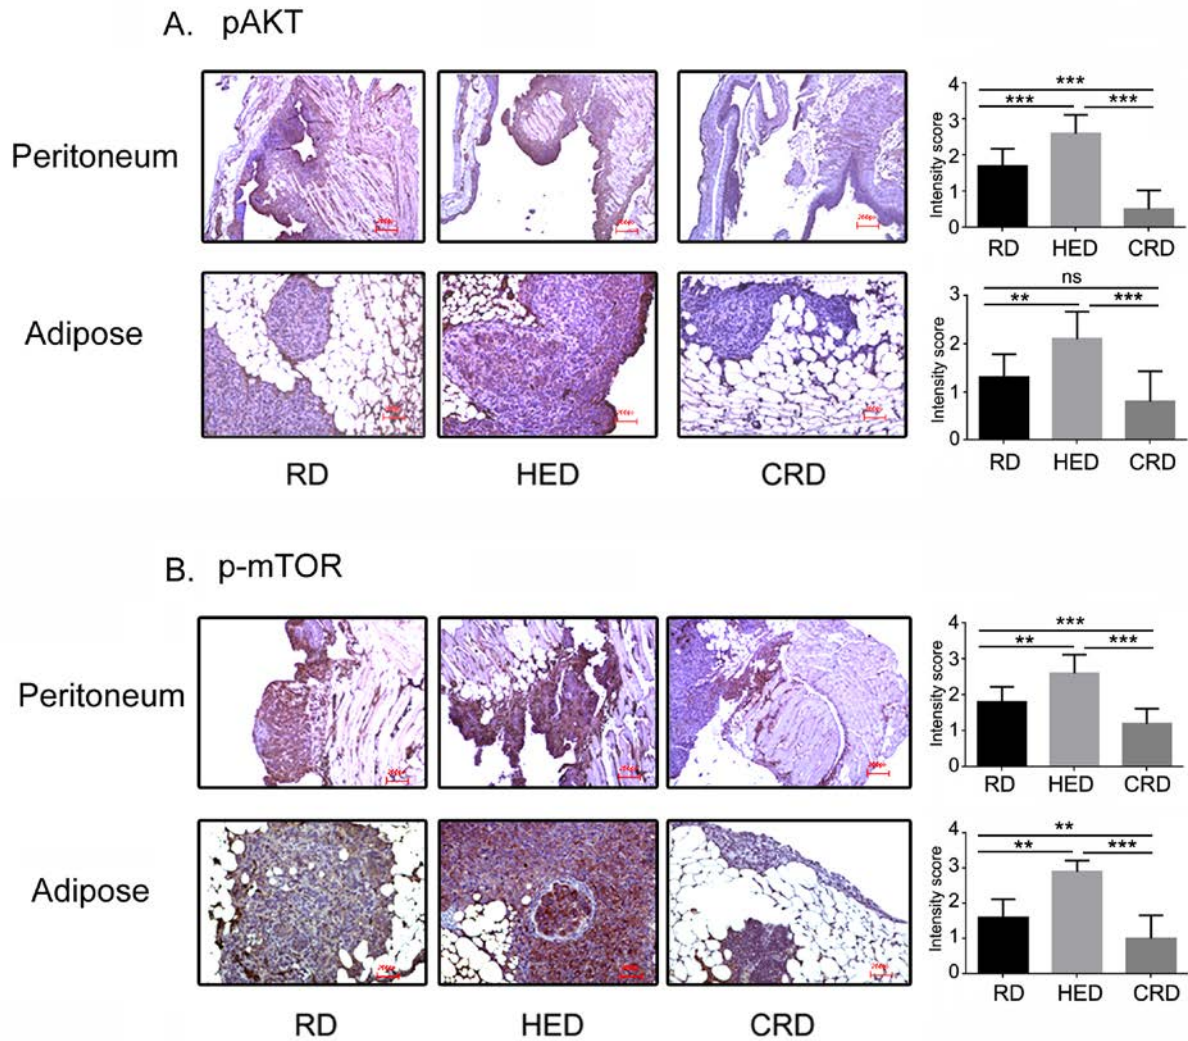 A. pAKT
Peritoneum
Intensity score
4
3
2
1
0
***
***
***
RD HED CRD
Adipose
Intensity score
3
2
1
0
ns
**
***
RD HED CRD
RD HED CRD
B. p-mTOR
Peritoneum
Intensity score
4
3
2
1
0
***
**
***
RD HED CRD
Adipose
Intensity score
4
3
2
1
0
**
**
***
RD HED CRD
RD HED CRD